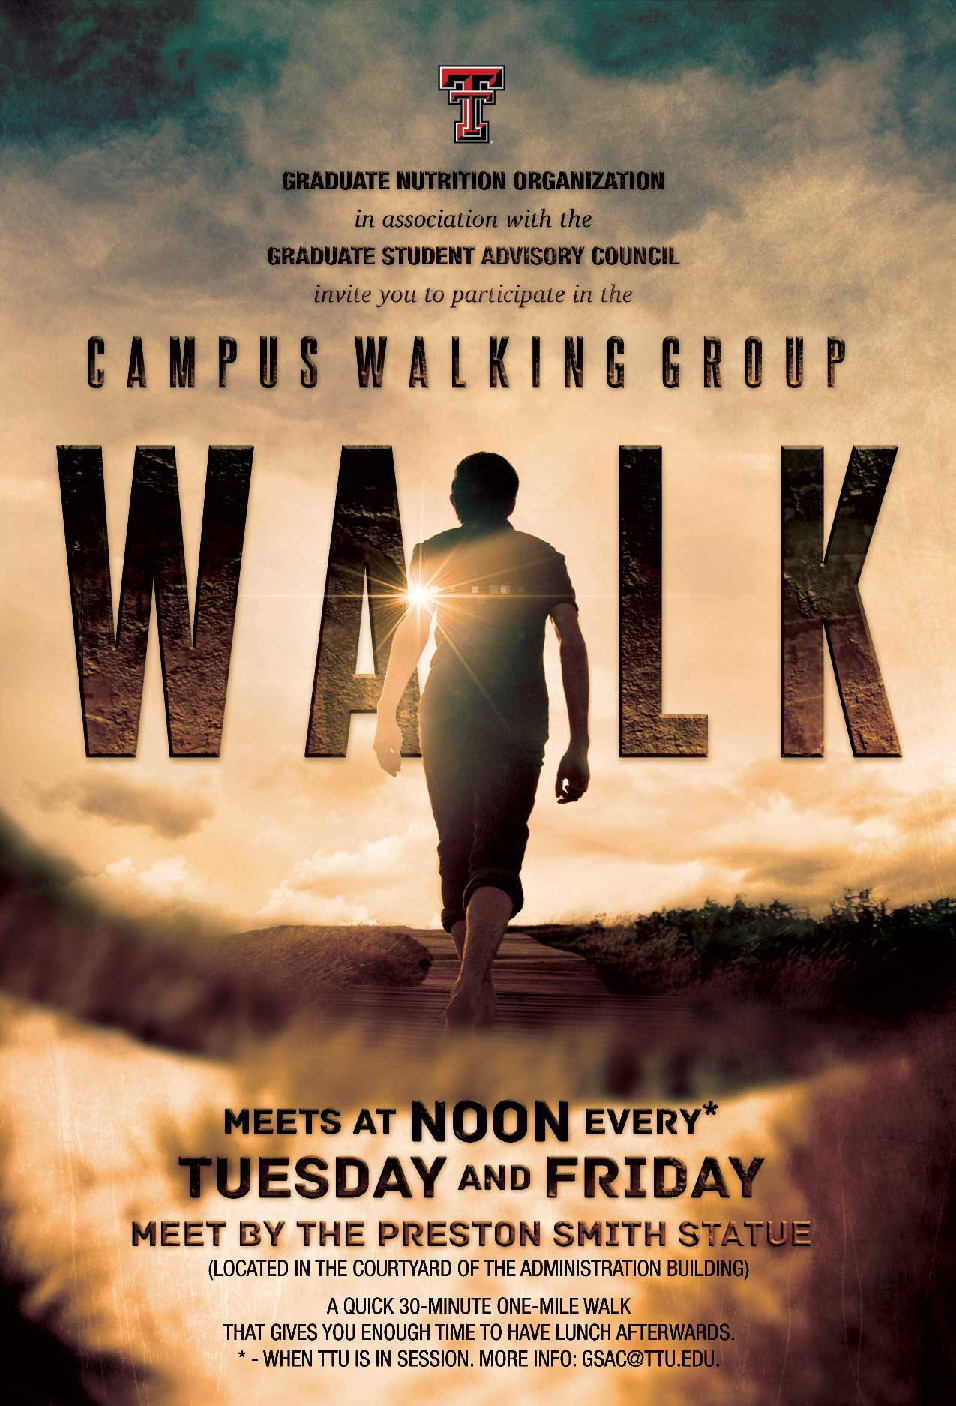 GRADUATE NUTRITION ORGANIZATION
in association with the
GRADUATE STUDENT ADVISORY COUNCIL
invite you to participate in the
CAMPUS WALKING GROUP
WALK
MEETS AT NOON EVERY*
TUESDAY AND FRIDAY
MEET BY THE PRESTON SMITH STATUE
(LOCATED IN THE COURTYARD OF THE ADMINISTRATION BUILDING)
A QUICK 30-MINUTE ONE-MILE WALK
THAT GIVES YOU ENOUGH TIME TO HAVE LUNCH AFTERWARDS.
* - WHEN TTU IS IN SESSION. MORE INFO: GSAC@TTU.EDU.